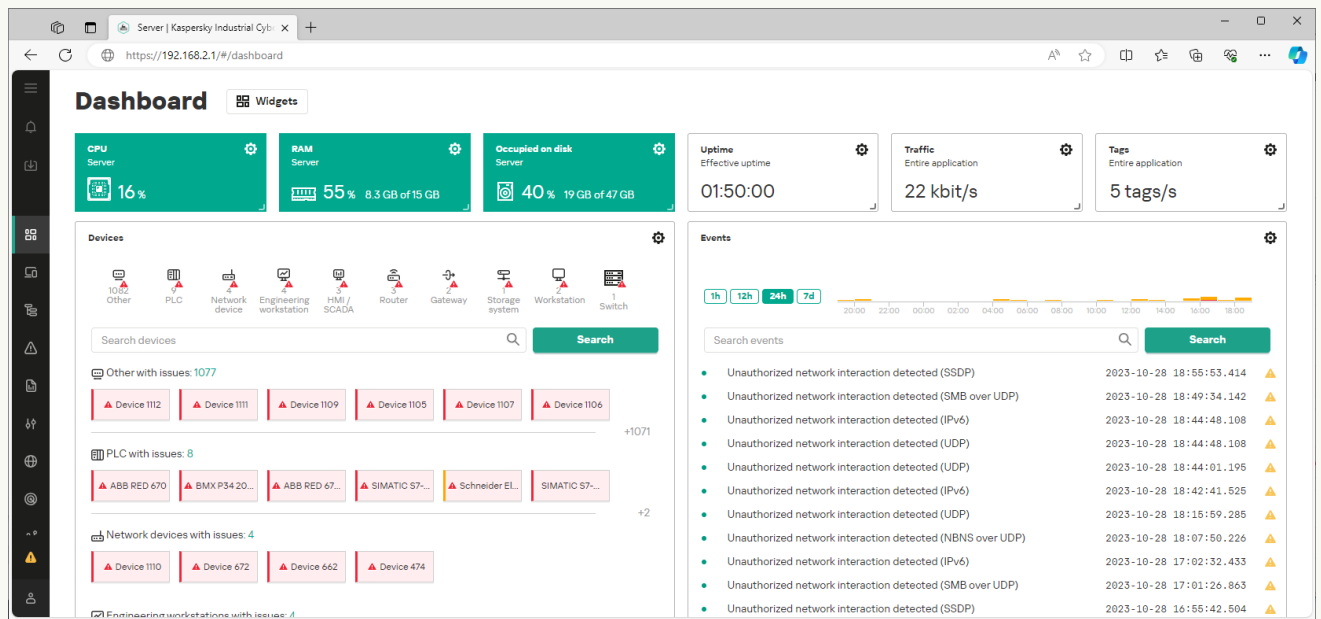 Server | Kaspersky Industrial Cybe
https://192.168.2.1/#/dashboard
Dashboard
Widgets
CPU
Server
16 %
RAM
Server
55 % 8.3 GB of 15 GB
Occupied on disk
Server
40 % 19 GB of 47 GB
Uptime
Effective uptime
01:50:00
Traffic
Entire application
22 kbit/s
Tags
Entire application
5 tags/s
Devices
1082 Other
9 PLC
4 Network device
4 Engineering workstation
3 HMI / SCADA
3 Router
2 Gateway
2 Storage system
2 Workstation
1 Switch
Search devices
Search
Other with issues: 1077
Device 1112 Device 1111 Device 1109 Device 1105 Device 1107 Device 1106
+1071
PLC with issues: 8
ABB RED 670 BMX P34 20... ABB RED 67... SIMATIC S7-... Schneider El... SIMATIC S7-...
+2
Network devices with issues: 4
Device 1110 Device 672 Device 662 Device 474
Engineering workstations with issues: 4
Events
1h 12h 24h 7d
20:00 22:00 00:00 02:00 04:00 06:00 08:00 10:00 12:00 14:00 16:00 18:00
Search events
Search
Unauthorized network interaction detected (SSDP) 2023-10-28 18:55:53.414
Unauthorized network interaction detected (SMB over UDP) 2023-10-28 18:49:34.142
Unauthorized network interaction detected (IPv6) 2023-10-28 18:44:48.108
Unauthorized network interaction detected (UDP) 2023-10-28 18:44:48.108
Unauthorized network interaction detected (UDP) 2023-10-28 18:44:01.195
Unauthorized network interaction detected (IPv6) 2023-10-28 18:42:41.525
Unauthorized network interaction detected (UDP) 2023-10-28 18:15:59.285
Unauthorized network interaction detected (NBNS over UDP) 2023-10-28 18:07:50.226
Unauthorized network interaction detected (IPv6) 2023-10-28 17:02:32.433
Unauthorized network interaction detected (SMB over UDP) 2023-10-28 17:01:26.863
Unauthorized network interaction detected (SSDP) 2023-10-28 16:55:42.504